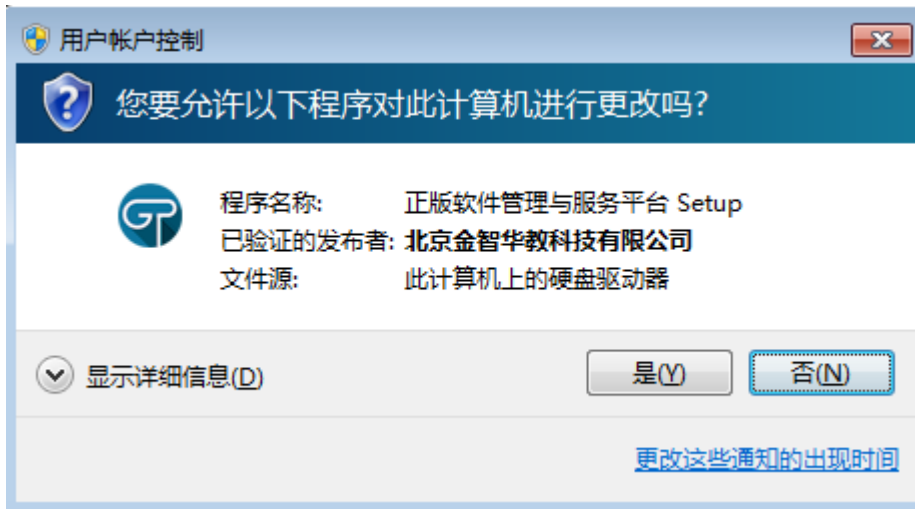 用户帐户控制
您要允许以下程序对此计算机进行更改吗?
程序名称: 正版软件管理与服务平台 Setup
已验证的发布者: 北京金智华教科技有限公司
文件源: 此计算机上的硬盘驱动器
显示详细信息(D) 是(Y) 否(N)
更改这些通知的出现时间